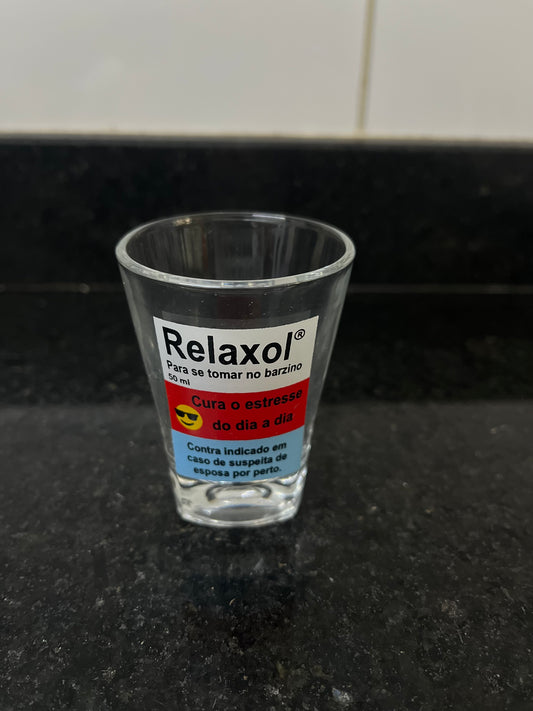 Relaxol®
Para se tomar no barzino
50 ml
Cura o estresse
do dia a dia
Contra indicado em
caso de suspeita de
esposa por perto.